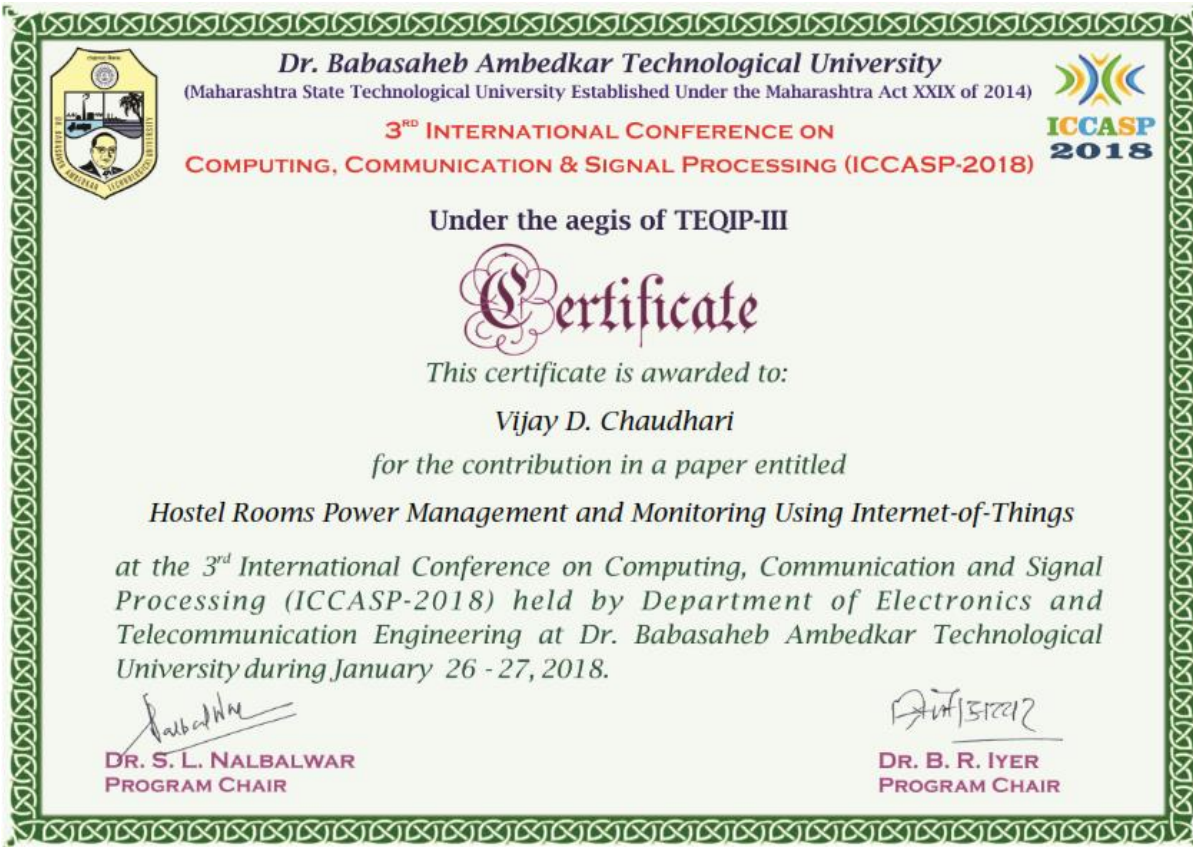 Dr. Babasaheb Ambedkar Technological University
(Maharashtra State Technological University Established Under the Maharashtra Act XXIX of 2014)
3RD INTERNATIONAL CONFERENCE ON
COMPUTING, COMMUNICATION & SIGNAL PROCESSING (ICCASP-2018)
ICCASP
2018
DR. BABASAHEB AMBEDKAR TECHNOLOGICAL UNIVERSITY
Under the aegis of TEQIP-III
Certificate
This certificate is awarded to:
Vijay D. Chaudhari
for the contribution in a paper entitled
Hostel Rooms Power Management and Monitoring Using Internet-of-Things
at the 3rd International Conference on Computing, Communication and Signal
Processing (ICCASP-2018) held by Department of Electronics and
Telecommunication Engineering at Dr. Babasaheb Ambedkar Technological
University during January 26 - 27, 2018.
DR. S. L. NALBALWAR
PROGRAM CHAIR
DR. B. R. IYER
PROGRAM CHAIR